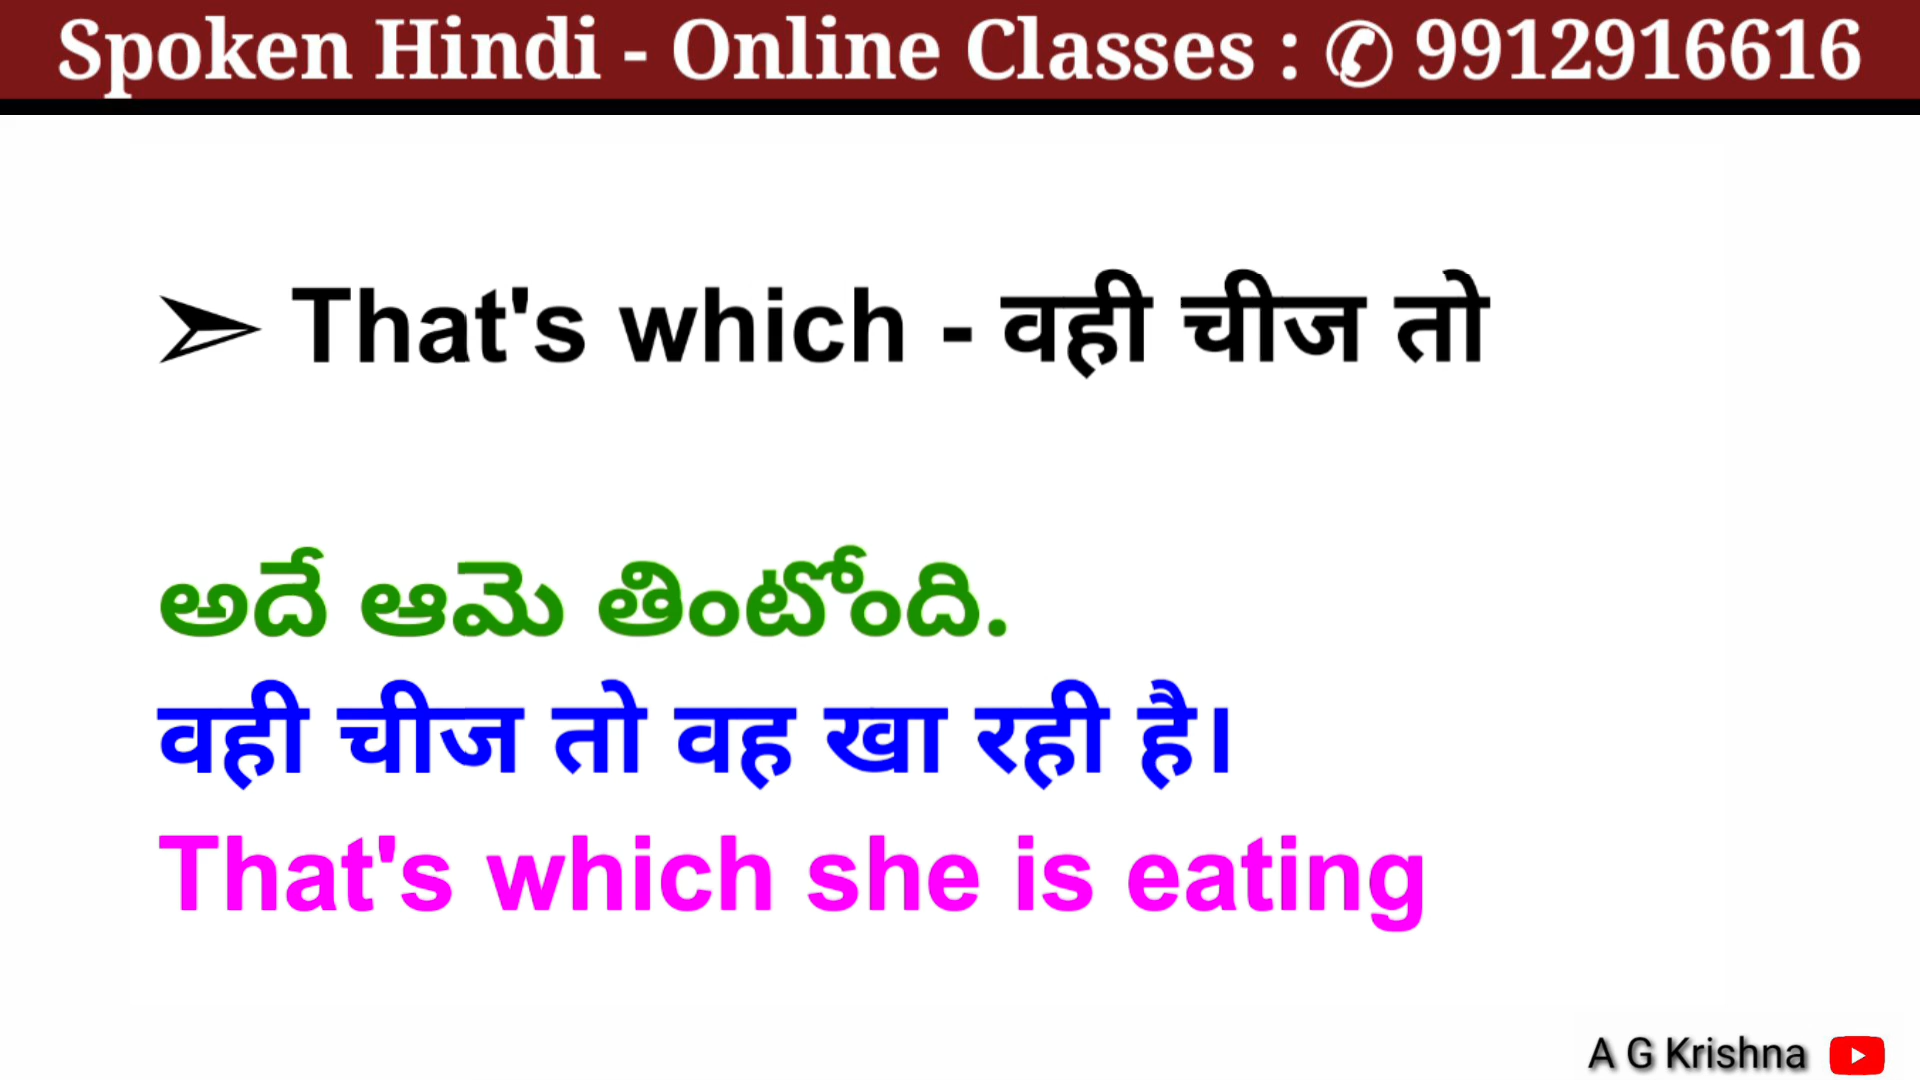 Spoken Hindi - Online Classes : ✆ 9912916616
➢ That's which - वही चीज तो
అదే ఆమె తింటోంది.
वही चीज तो वह खा रही है।
That's which she is eating
A G Krishna